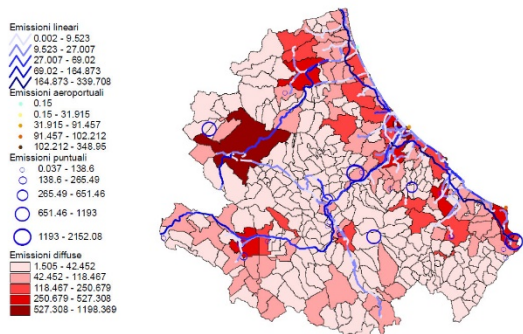 Emissioni lineari
0.002 - 9.523
9.523 - 27.007
27.007 - 69.02
69.02 - 164.873
164.873 - 339.708
Emissioni aeroportuali
0.15
0.15 - 31.915
31.915 - 91.457
91.457 - 102.212
102.212 - 348.95
Emissioni puntuali
0.037 - 138.6
138.6 - 265.49
265.49 - 651.46
651.46 - 1193
1193 - 2152.08
Emissioni diffuse
1.505 - 42.452
42.452 - 118.467
118.467 - 250.679
250.679 - 527.308
527.308 - 1198.369